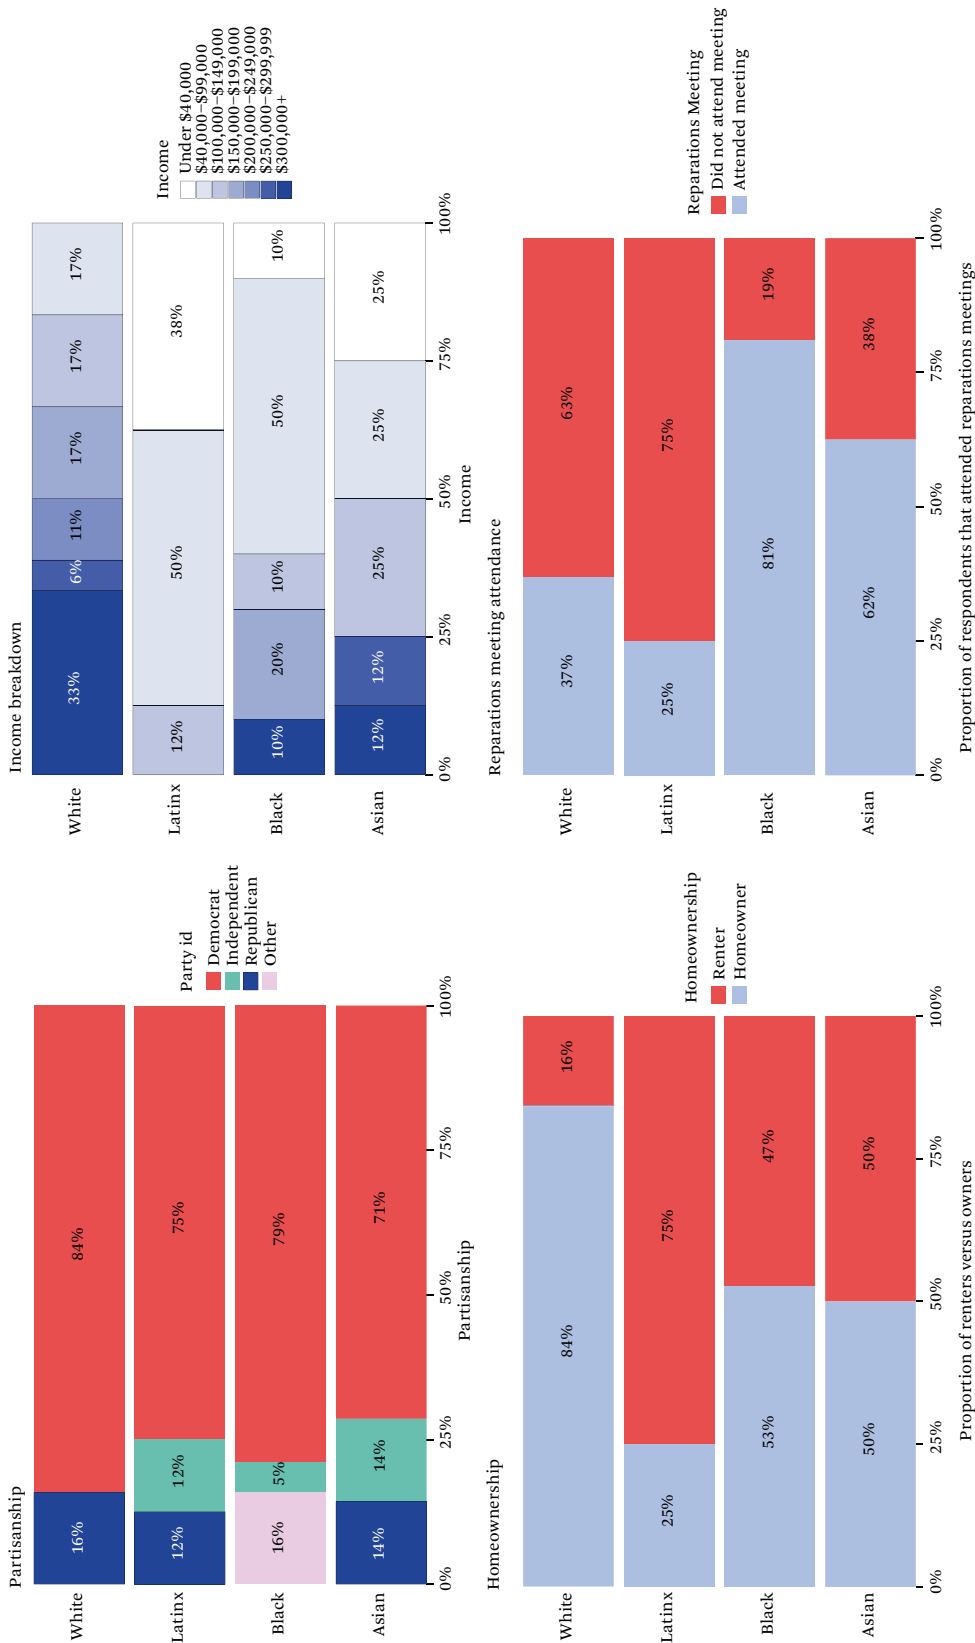 Partisanship
White
16%
84%
Latinx
12%
12%
75%
Black
16%
5%
79%
Asian
14%
14%
71%
0%
25%
50%
75%
100%
Partisanship
Party id
Democrat
Independent
Republican
Other
Income breakdown
White
33%
6%
11%
17%
17%
17%
Latinx
12%
50%
38%
Black
10%
20%
10%
50%
10%
Asian
12%
12%
25%
25%
25%
0%
25%
50%
75%
100%
Income
Income
Under $40,000
$40,000–$99,000
$100,000–$149,000
$150,000–$199,000
$200,000–$249,000
$250,000–$299,999
$300,000+
Homeownership
White
84%
16%
Latinx
25%
75%
Black
53%
47%
Asian
50%
50%
0%
25%
50%
75%
100%
Proportion of renters versus owners
Homeownership
Renter
Homeowner
Reparations meeting attendance
White
37%
63%
Latinx
25%
75%
Black
81%
19%
Asian
62%
38%
0%
25%
50%
75%
100%
Proportion of respondents that attended reparations meetings
Reparations Meeting
Did not attend meeting
Attended meeting